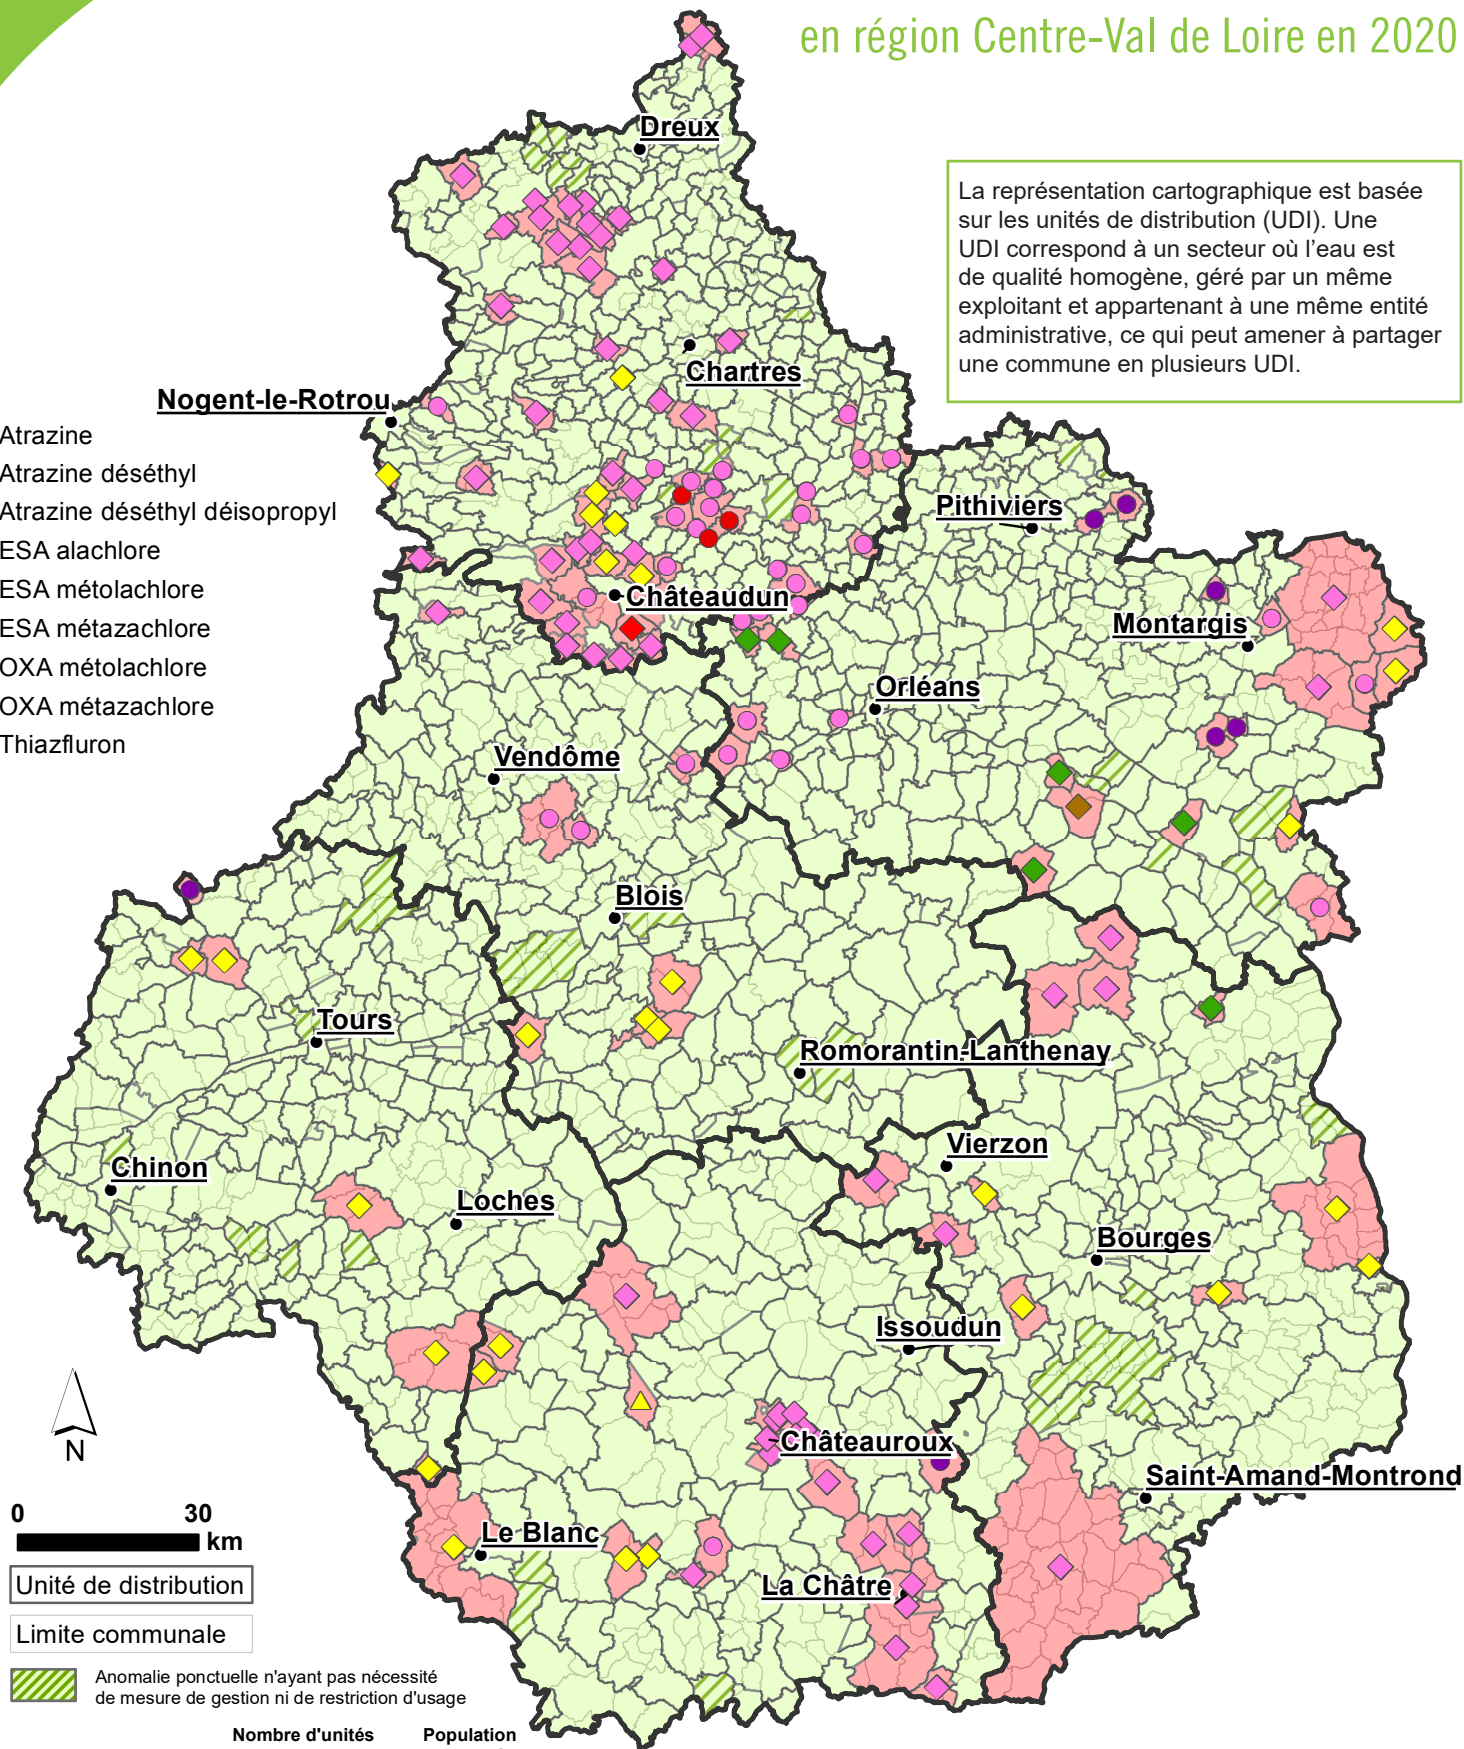 en région Centre-Val de Loire en 2020
Dreux
La représentation cartographique est basée
sur les unités de distribution (UDI). Une
UDI correspond à un secteur où l'eau est
de qualité homogène, géré par un même
exploitant et appartenant à une même entité
administrative, ce qui peut amener à partager
une commune en plusieurs UDI.
Chartres
Nogent-le-Rotrou
Atrazine
Atrazine déséthyl
Atrazine déséthyl déisopropyl
ESA alachlore
ESA métolachlore
ESA métazachlore
OXA métolachlore
OXA métazachlore
Thiazfluron
Pithiviers
Châteaudun
Montargis
Orléans
Vendôme
Blois
Tours
Romorantin-Lanthenay
Vierzon
Chinon
Loches
Bourges
Issoudun
Châteauroux
Saint-Amand-Montrond
Le Blanc
La Châtre
N
0 30
km
Unité de distribution
Limite communale
Anomalie ponctuelle n'ayant pas nécessité
de mesure de gestion ni de restriction d'usage
Nombre d'unités Population